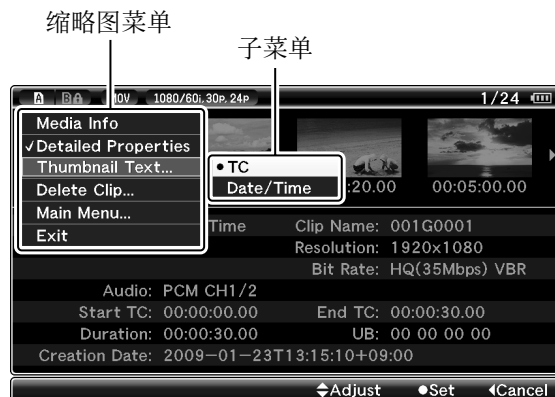 缩略图菜单
子菜单
A B MOV 1080/60i, 30P, 24P 1/24
Media Info
✓Detailed Properties
Thumbnail Text...
Delete Clip...
Main Menu...
Exit
●TC
Date/Time
:20.00 00:05:00.00
Time Clip Name: 001G0001
Resolution: 1920x1080
Bit Rate: HQ(35Mbps) VBR
Audio: PCM CH1/2
Start TC: 00:00:00.00 End TC: 00:00:30.00
Duration: 00:00:30.00 UB: 00 00 00 00
Creation Date: 2009-01-23T13:15:10+09:00
Adjust ●Set Cancel